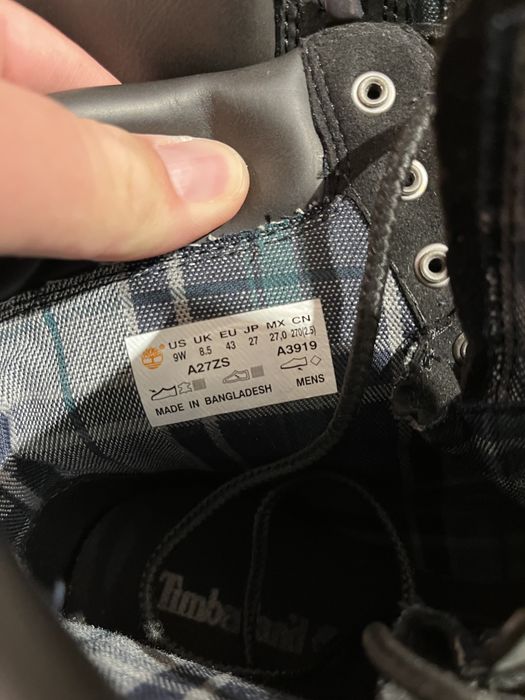 US UK EU JP MX CN
9W 8.5 43 27 27,0 270(2.5)
A27ZS A3919
MADE IN BANGLADESH MENS
Timberland